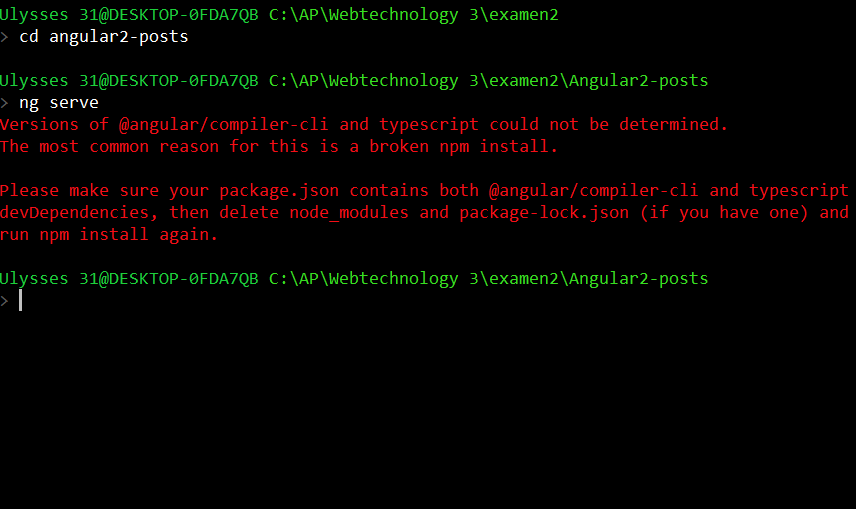 Ulysses 31@DESKTOP-0FDA7QB C:\AP\Webtechnology 3\examen2
> cd angular2-posts
Ulysses 31@DESKTOP-0FDA7QB C:\AP\Webtechnology 3\examen2\Angular2-posts
> ng serve
Versions of @angular/compiler-cli and typescript could not be determined.
The most common reason for this is a broken npm install.
Please make sure your package.json contains both @angular/compiler-cli and typescript
devDependencies, then delete node_modules and package-lock.json (if you have one) and
run npm install again.
Ulysses 31@DESKTOP-0FDA7QB C:\AP\Webtechnology 3\examen2\Angular2-posts
>